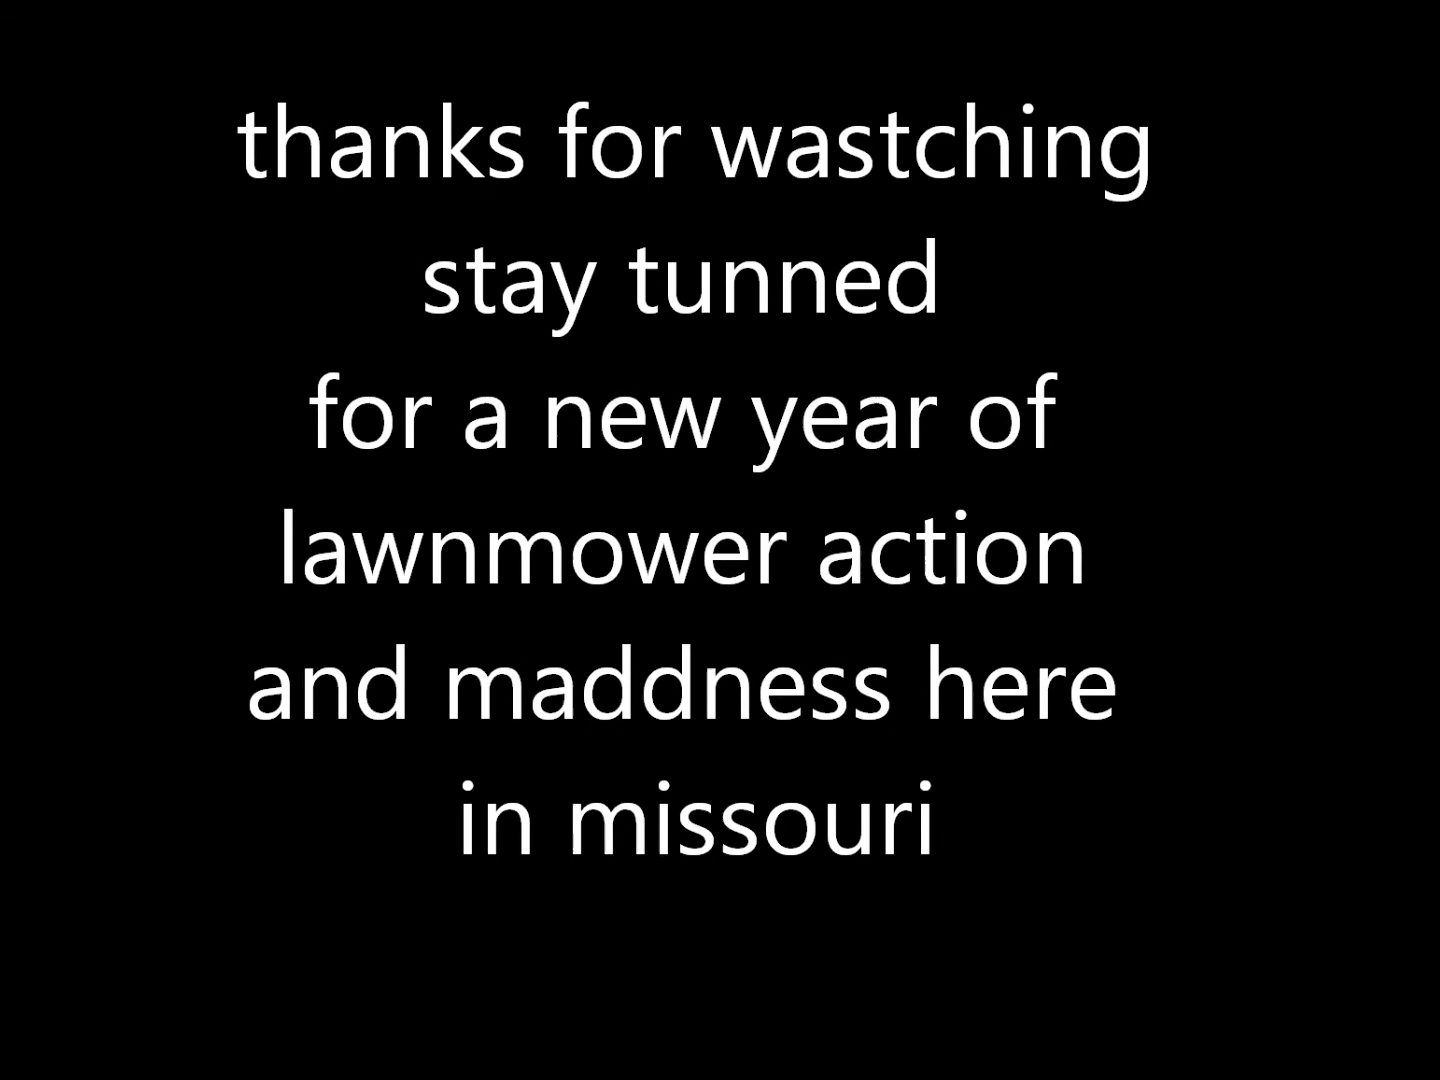 thanks for wastching
stay tunned
for a new year of
lawnmower action
and maddness here
in missouri